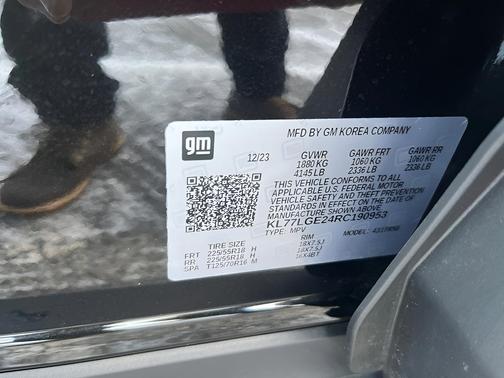 gm
MFD BY GM KOREA COMPANY
12/23 GVWR GAWR FRT GAWR RR
1880 KG 1060 KG 1060 KG
4145 LB 2336 LB 2336 LB
THIS VEHICLE CONFORMS TO ALL
APPLICABLE U.S. FEDERAL MOTOR
VEHICLE SAFETY AND THEFT PREVENTION
STANDARDS IN EFFECT ON THE DATE OF
MANUFACTURE SHOWN ABOVE.
KL77LGE24RC190953
TYPE: MPV MODEL:
TIRE SIZE RIM
FRT 225/55R18 H 18X7.5J
RR 225/55R18 H 18X7.5J
SPA T125/70R16 M 16X4BT